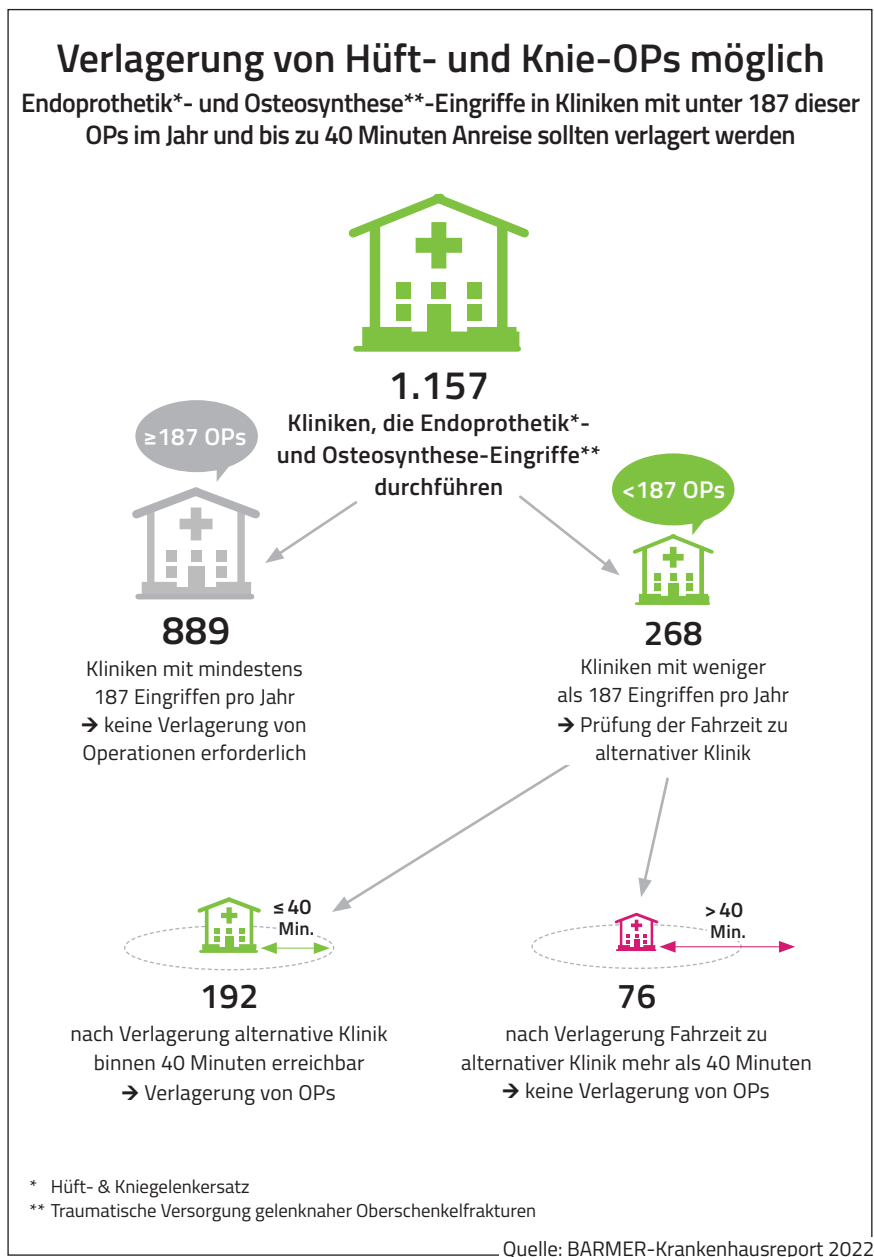 Verlagerung von Hüft- und Knie-OPs möglich
Endoprothetik*- und Osteosynthese**-Eingriffe in Kliniken mit unter 187 dieser
OPs im Jahr und bis zu 40 Minuten Anreise sollten verlagert werden
1.157
Kliniken, die Endoprothetik*-
und Osteosynthese-Eingriffe**
durchführen
≥187 OPs
889
Kliniken mit mindestens
187 Eingriffen pro Jahr
→ keine Verlagerung von
Operationen erforderlich
<187 OPs
268
Kliniken mit weniger
als 187 Eingriffen pro Jahr
→ Prüfung der Fahrzeit zu
alternativer Klinik
≤ 40
Min.
192
nach Verlagerung alternative Klinik
binnen 40 Minuten erreichbar
→ Verlagerung von OPs
> 40
Min.
76
nach Verlagerung Fahrzeit zu
alternativer Klinik mehr als 40 Minuten
→ keine Verlagerung von OPs
* Hüft- & Kniegelenkersatz
** Traumatische Versorgung gelenknaher Oberschenkelfrakturen
Quelle: BARMER-Krankenhausreport 2022